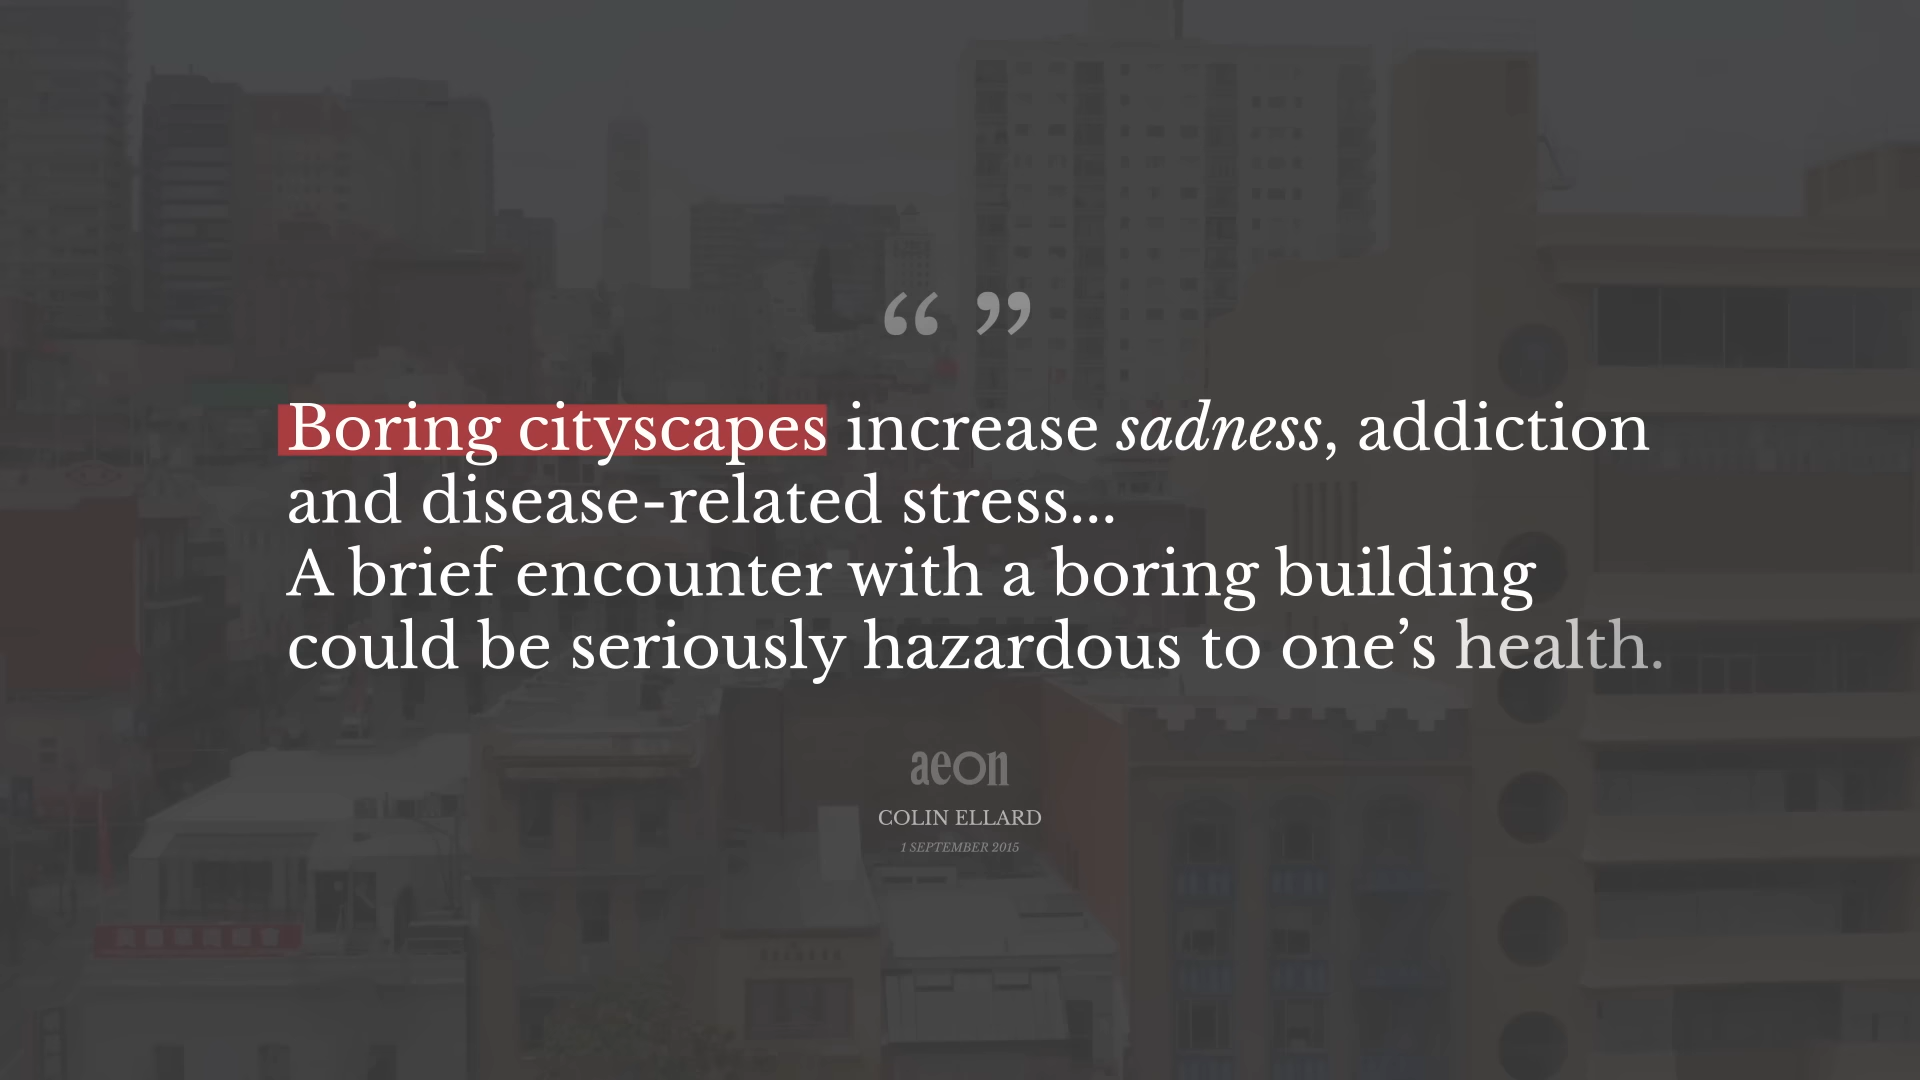 “ ”
Boring cityscapes increase sadness, addiction
and disease-related stress...
A brief encounter with a boring building
could be seriously hazardous to one’s health.
aeon
COLIN ELLARD
1 SEPTEMBER 2015